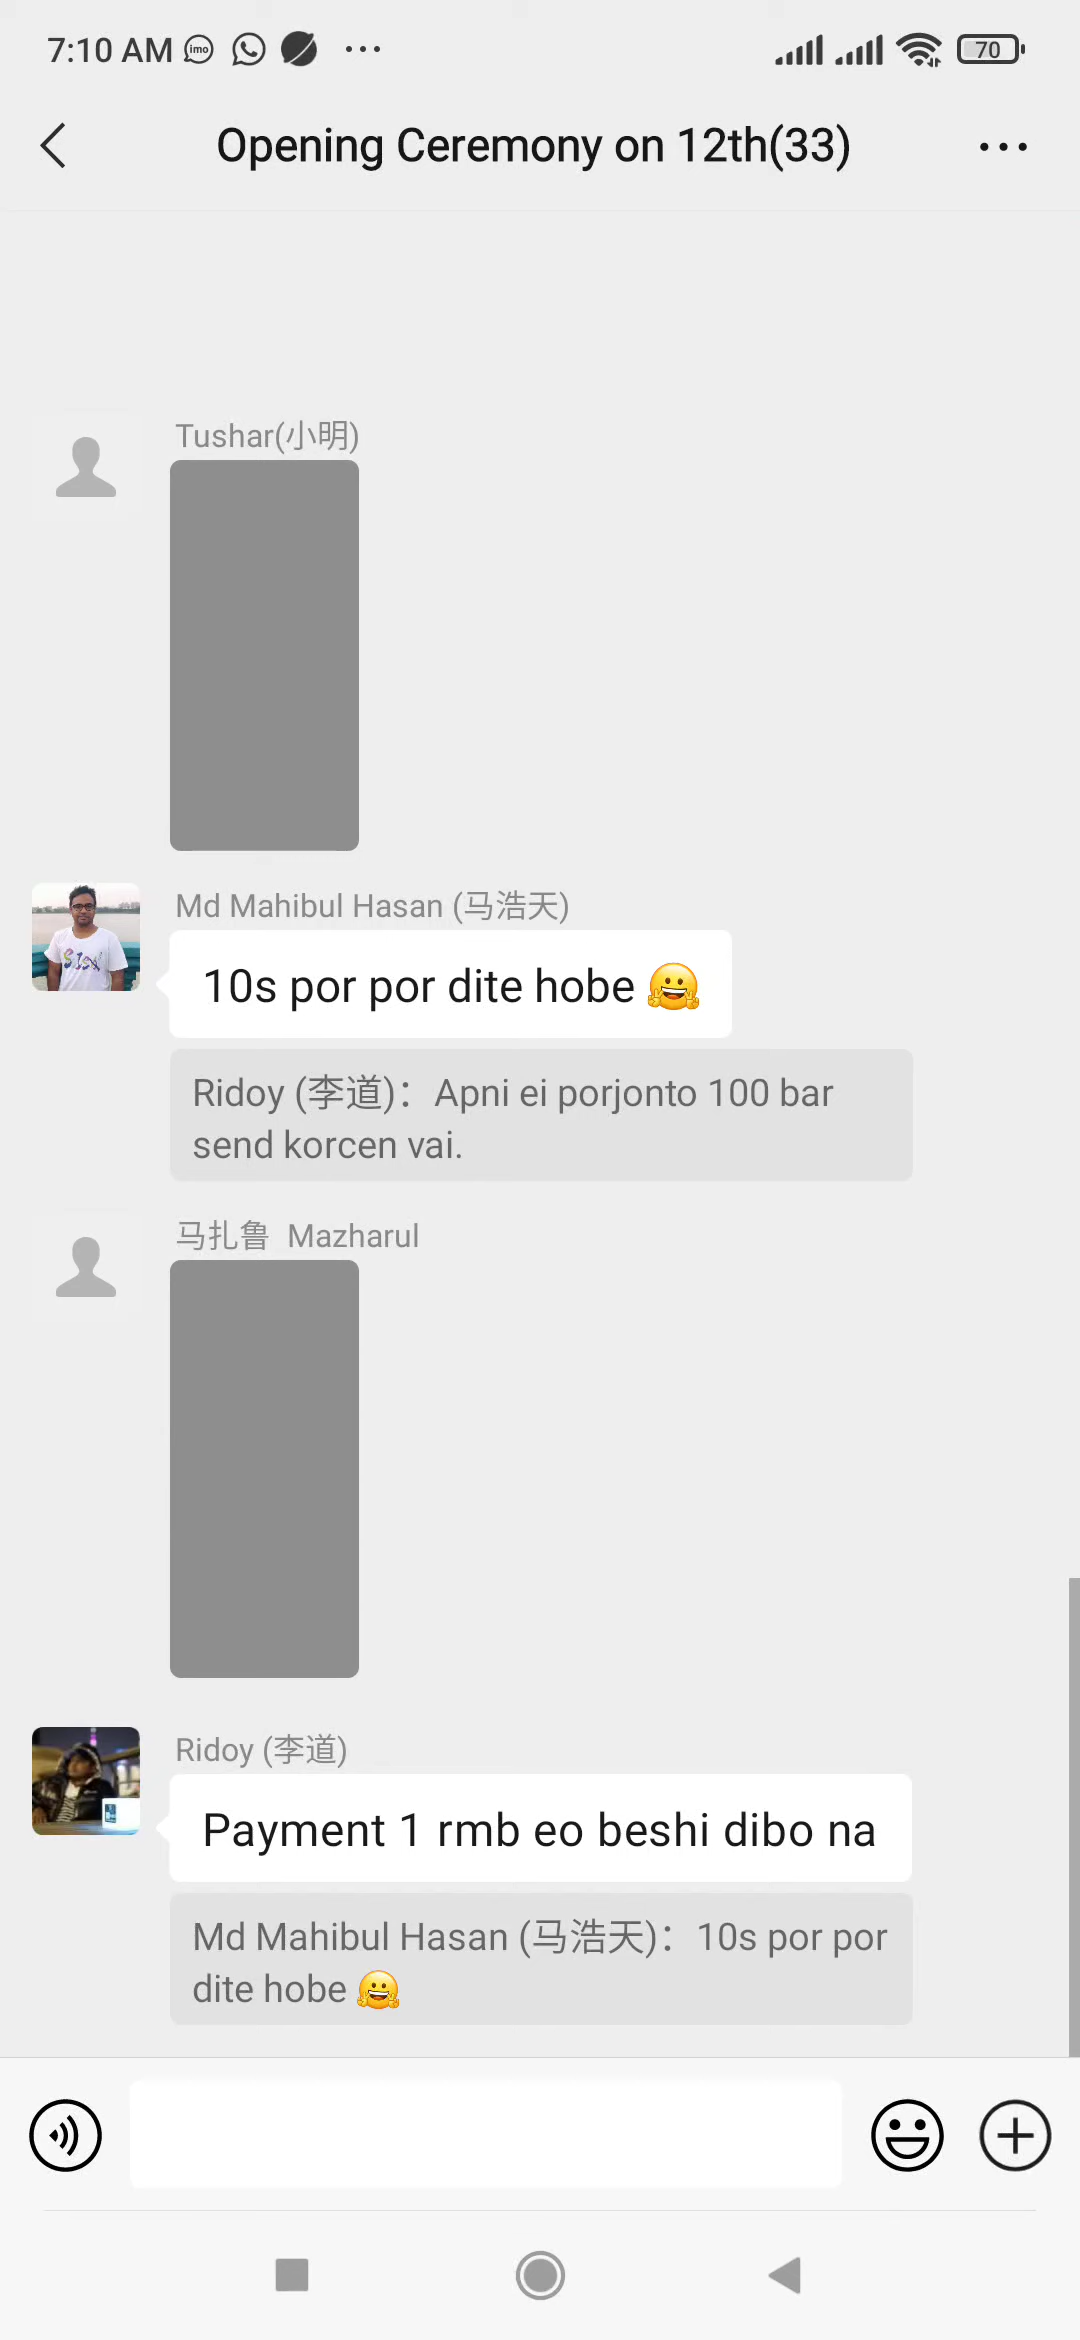 7:10 AM
imo
70
Opening Ceremony on 12th(33)
Tushar(小明)
Md Mahibul Hasan (马浩天)
10s por por dite hobe 🤗
Ridoy (李道)：Apni ei porjonto 100 bar
send korcen vai.
马扎鲁 Mazharul
Ridoy (李道)
Payment 1 rmb eo beshi dibo na
Md Mahibul Hasan (马浩天)：10s por por
dite hobe 🤗